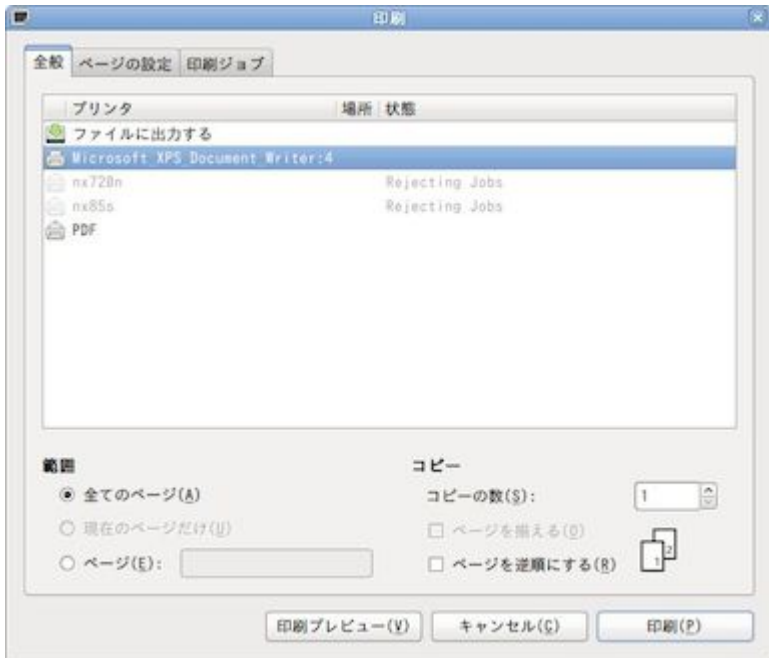 印刷
全般 ページの設定 印刷ジョブ
プリンタ 場所 状態
ファイルに出力する
Microsoft XPS Document Writer:4
nx720n Rejecting Jobs
nx85s Rejecting Jobs
PDF
範囲 コピー
全てのページ(A) コピーの数(S): 1
現在のページだけ(U) ページを揃える(O)
ページ(E): ページを逆順にする(R)
1 2
印刷プレビュー(V) キャンセル(C) 印刷(P)